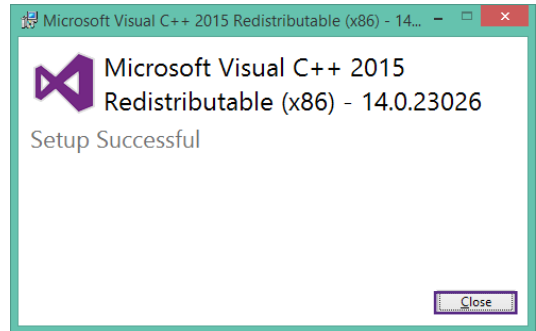 Microsoft Visual C++ 2015 Redistributable (x86) - 14...
Microsoft Visual C++ 2015
Redistributable (x86) - 14.0.23026
Setup Successful
Close